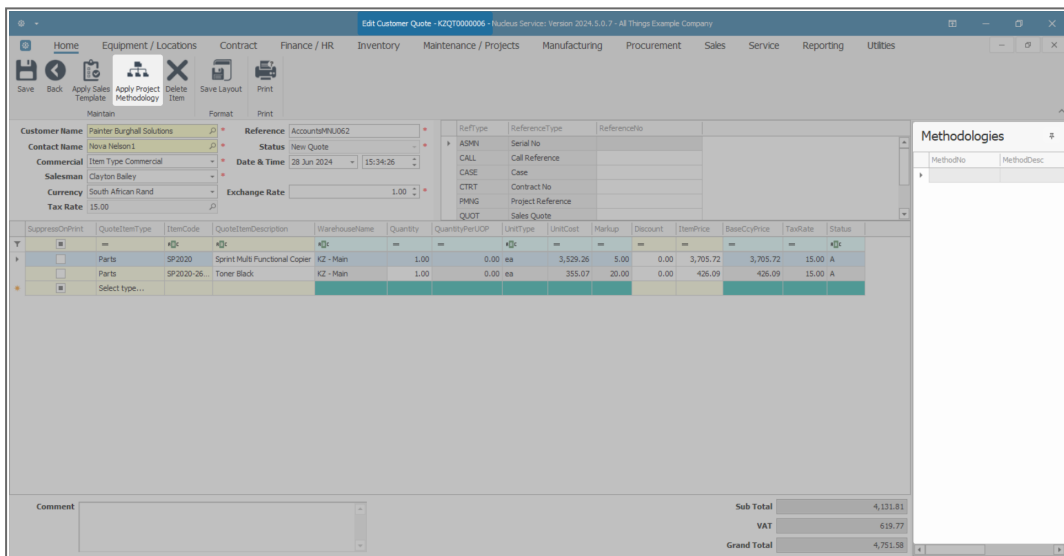 Edit Customer Quote - KZQT0000006 - Nucleus Service: Version 2024.5.0.7 - All Things Example Company
Home Equipment / Locations Contract Finance / HR Inventory Maintenance / Projects Manufacturing Procurement Sales Service Reporting Utilities
Save Back Apply Sales Template Apply Project Methodology Delete Item Save Layout Print
Maintain Format Print
Customer Name Painter Burghall Solutions * Reference AccountsMNU062 *
Contact Name Nova Nelson1 * Status New Quote *
Commercial Item Type Commercial * Date & Time 28 Jun 2024 15:34:26 *
Salesman Clayton Bailey *
Currency South African Rand Exchange Rate 1.00 *
Tax Rate 15.00
RefType ReferenceType ReferenceNo
ASMN Serial No
CALL Call Reference
CASE Case
CTRT Contract No
PMNG Project Reference
QUOT Sales Quote
Methodologies
MethodNo MethodDesc
SuppressOnPrint QuoteItemType ItemCode QuoteItemDescription WarehouseName Quantity QuantityPerUOP UnitType UnitCost Markup Discount ItemPrice BaseCcyPrice TaxRate Status
Parts SP2020 Sprint Multi Functional Copier KZ - Main 1.00 0.00 ea 3,529.26 5.00 0.00 3,705.72 3,705.72 15.00 A
Parts SP2020-26... Toner Black KZ - Main 1.00 0.00 ea 355.07 20.00 0.00 426.09 426.09 15.00 A
Select type...
Comment
Sub Total 4,131.81
VAT 619.77
Grand Total 4,751.58